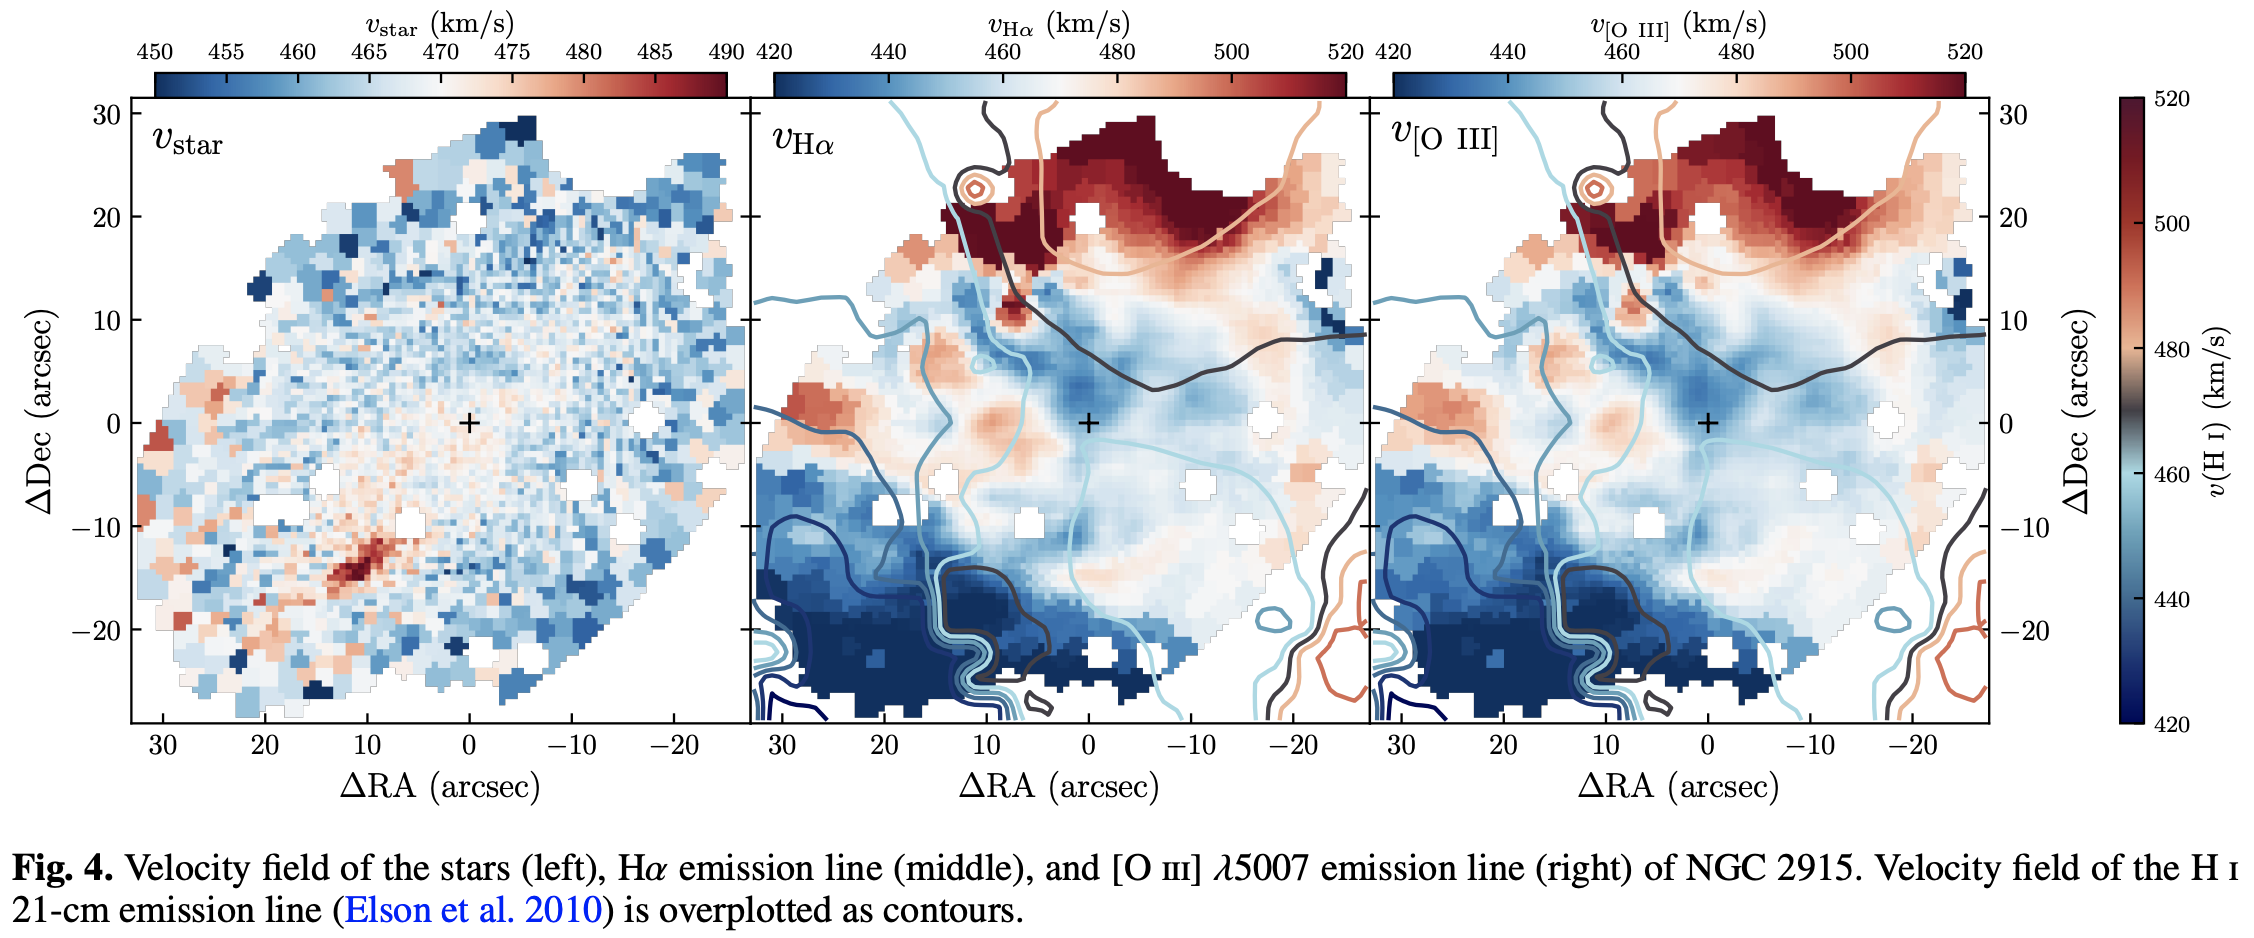 v_star (km/s) v_Hα (km/s) v_[O III] (km/s)
450 455 460 465 470 475 480 485 490 420 440 460 480 500 520 420 440 460 480 500 520
v_star v_Hα v_[O III]
30 20 10 0 −10 −20
ΔDec (arcsec)
30 20 10 0 −10 −20
ΔDec (arcsec)
520 500 480 460 440 420
v(H I) (km/s)
30 20 10 0 −10 −20 30 20 10 0 −10 −20 30 20 10 0 −10 −20
ΔRA (arcsec) ΔRA (arcsec) ΔRA (arcsec)
Fig. 4. Velocity field of the stars (left), Hα emission line (middle), and [O III] λ5007 emission line (right) of NGC 2915. Velocity field of the H I
21-cm emission line (Elson et al. 2010) is overplotted as contours.